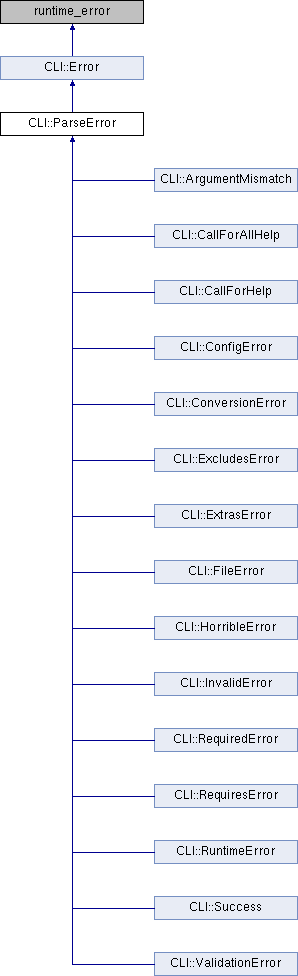 runtime_error
CLI::Error
CLI::ParseError
CLI::ArgumentMismatch
CLI::CallForAllHelp
CLI::CallForHelp
CLI::ConfigError
CLI::ConversionError
CLI::ExcludesError
CLI::ExtrasError
CLI::FileError
CLI::HorribleError
CLI::InvalidError
CLI::RequiredError
CLI::RequiresError
CLI::RuntimeError
CLI::Success
CLI::ValidationError